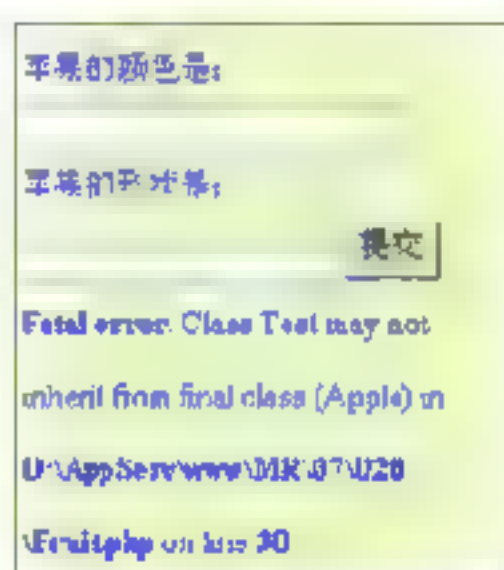 苹果的颜色是:
苹果的形状是:
提交
Fatal error: Class Test may not
inherit from final class (Apple) in
\AppServ\www\MR\07\020
\Fruit.php on line 30